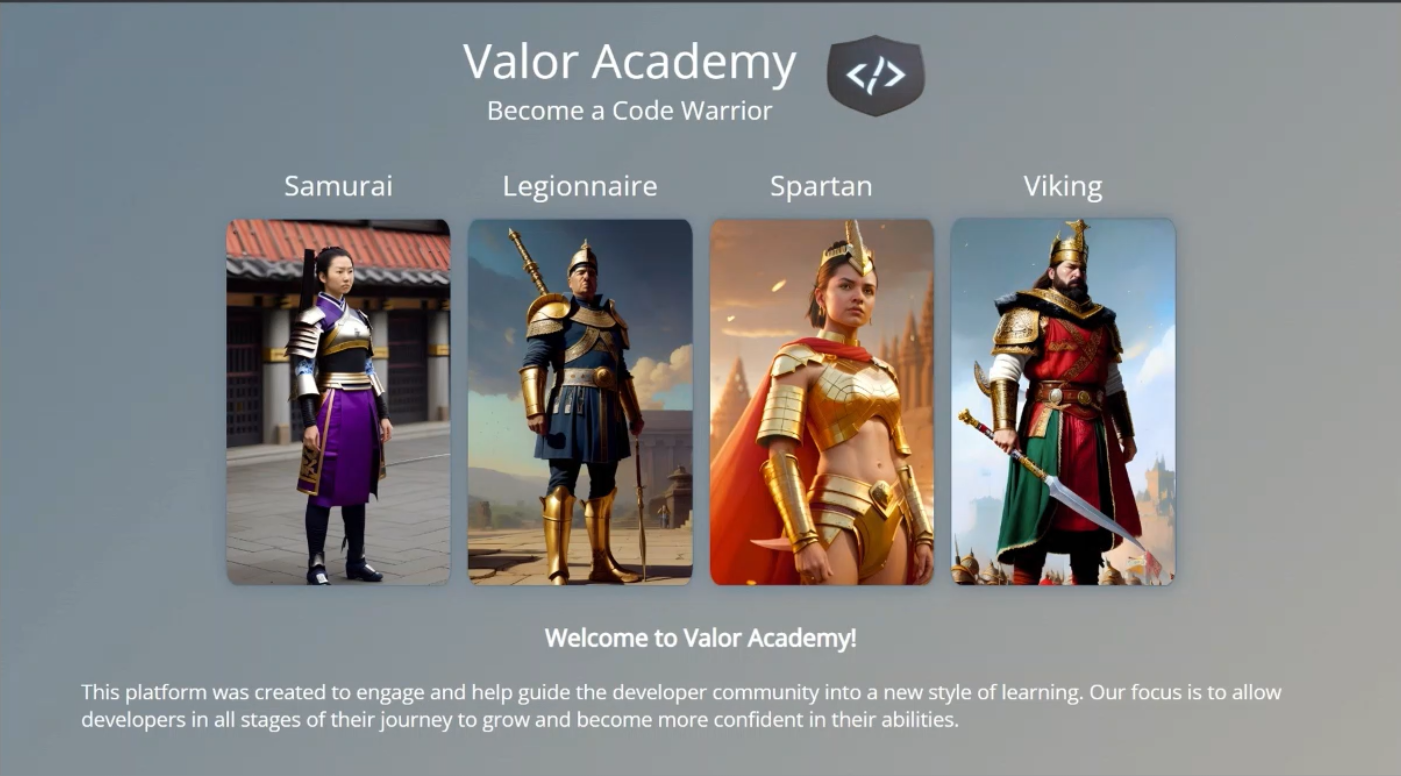 Valor Academy
Become a Code Warrior
</>
Samurai
Legionnaire
Spartan
Viking
Welcome to Valor Academy!
This platform was created to engage and help guide the developer community into a new style of learning. Our focus is to allow
developers in all stages of their journey to grow and become more confident in their abilities.